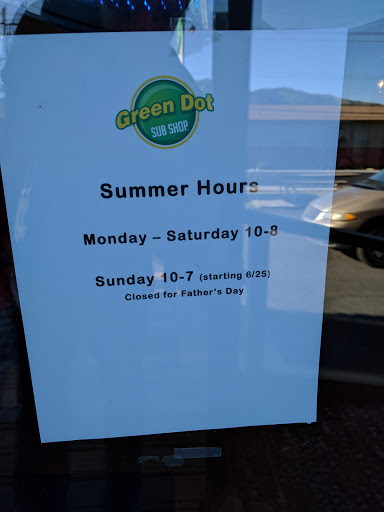 Green Dot
SUB SHOP
Summer Hours
Monday – Saturday 10-8
Sunday 10-7 (starting 6/25)
Closed for Father's Day